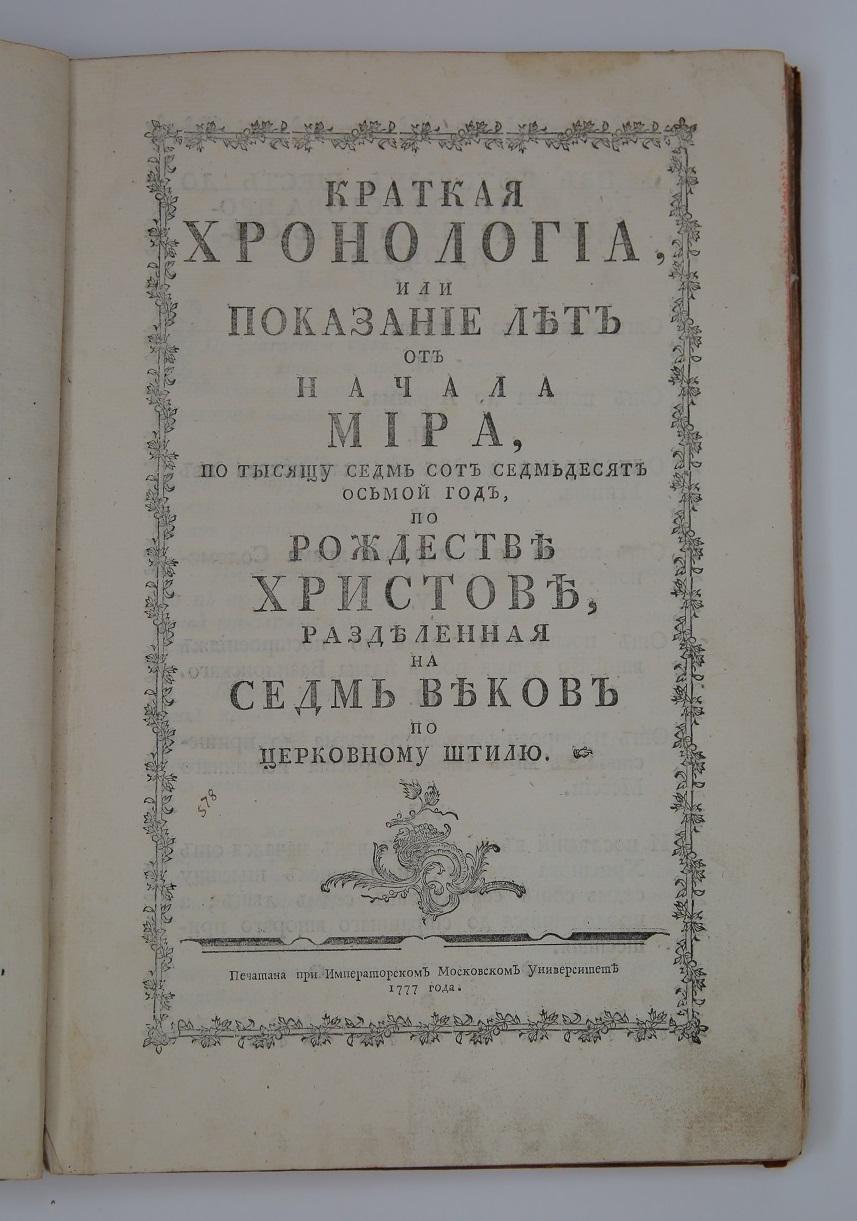 КРАТКАЯ
ХРОНОЛОГІА,
ИЛИ
ПОКАЗАНІЕ ЛѢТЪ
ОТЪ
НАЧАЛА
МІРА,
ПО ТЫСЯЩУ СЕДМЬ СОТЪ СЕДМЬДЕСЯТЪ
ОСЬМОЙ ГОДЪ,
ПО
РОЖДЕСТВѢ
ХРИСТОВѢ,
РАЗДѢЛЕННАЯ
НА
СЕДМЬ ВѢКОВЪ
ПО
ЦЕРКОВНОМУ ШТИЛЮ.
578
Печатана при Императорскомъ Московскомъ Университетѣ
1777 года.